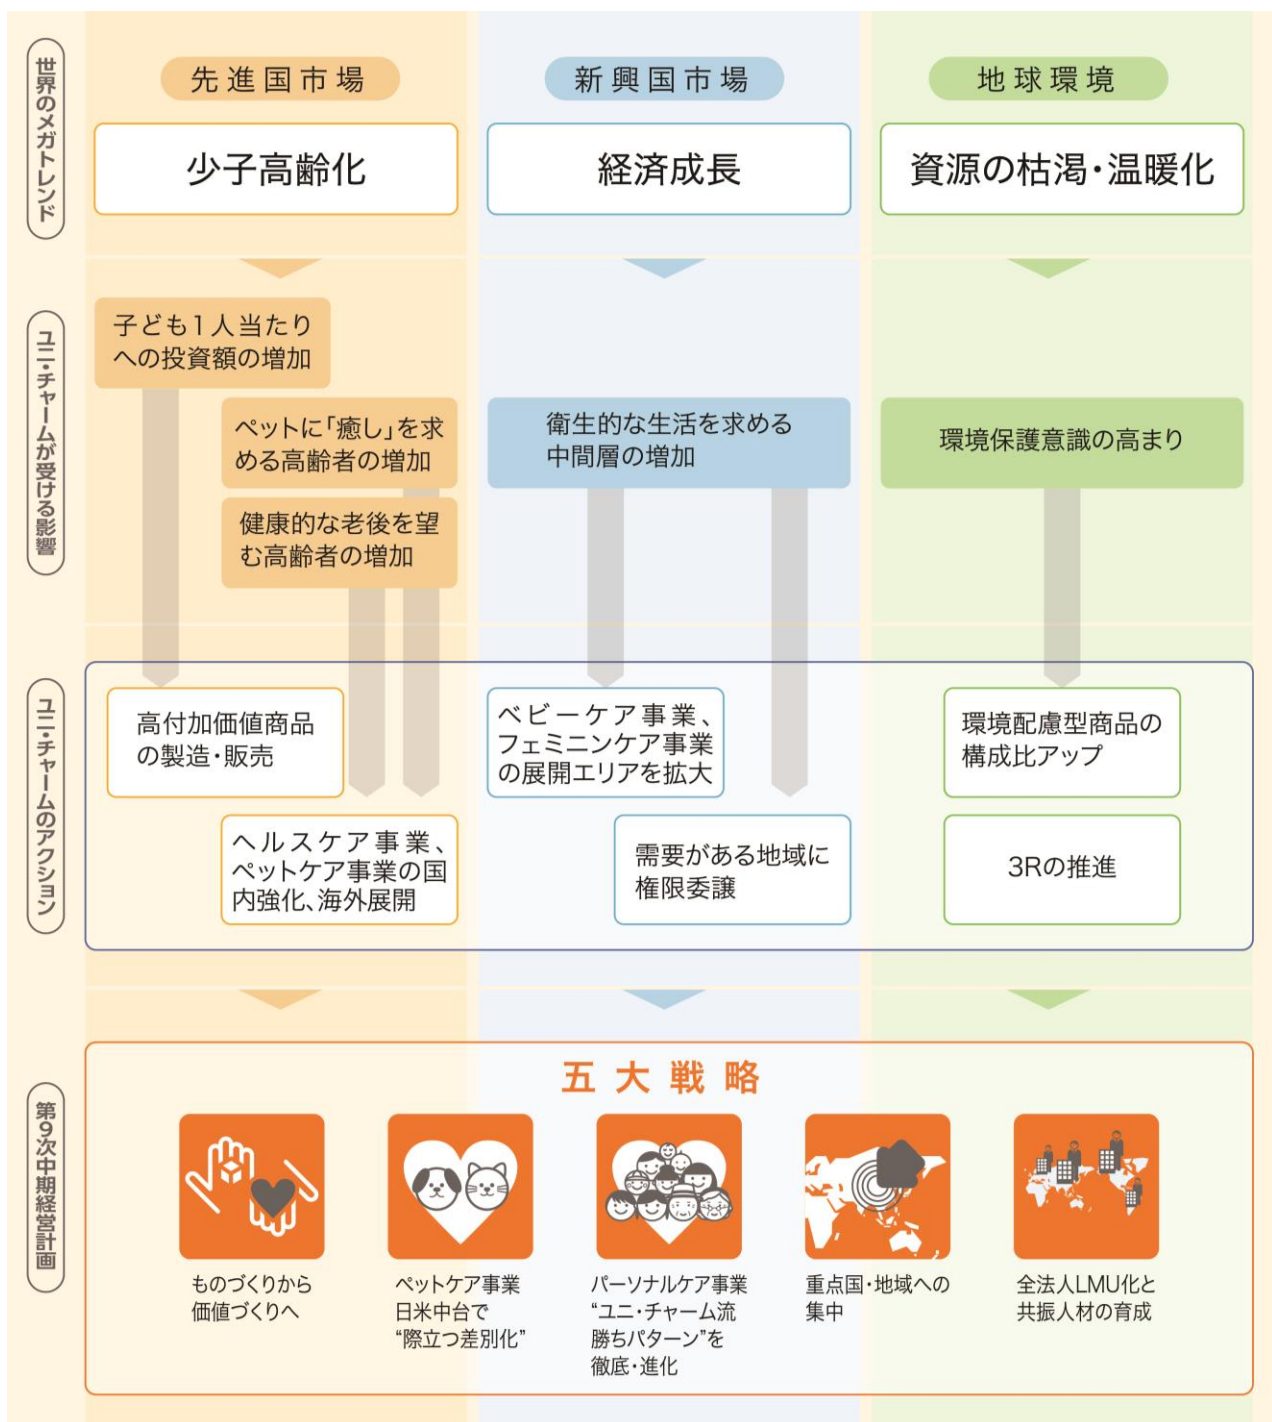 世界のメガトレンド
先進国市場
少子高齢化
新興国市場
経済成長
地球環境
資源の枯渇・温暖化
ユニ・チャームが受ける影響
子ども1人当たり
への投資額の増加
ペットに「癒し」を求
める高齢者の増加
健康的な老後を望
む高齢者の増加
衛生的な生活を求める
中間層の増加
環境保護意識の高まり
ユニ・チャームのアクション
高付加価値商品
の製造・販売
ヘルスケア事業、
ペットケア事業の国
内強化、海外展開
ベビーケア事業、
フェミニンケア事業
の展開エリアを拡大
需要がある地域に
権限委譲
環境配慮型商品の
構成比アップ
3Rの推進
第9次中期経営計画
五大戦略
ものづくりから
価値づくりへ
ペットケア事業
日米中台で
“際立つ差別化”
パーソナルケア事業
“ユニ・チャーム流
勝ちパターン”を
徹底・進化
重点国・地域への
集中
全法人LMU化と
共振人材の育成